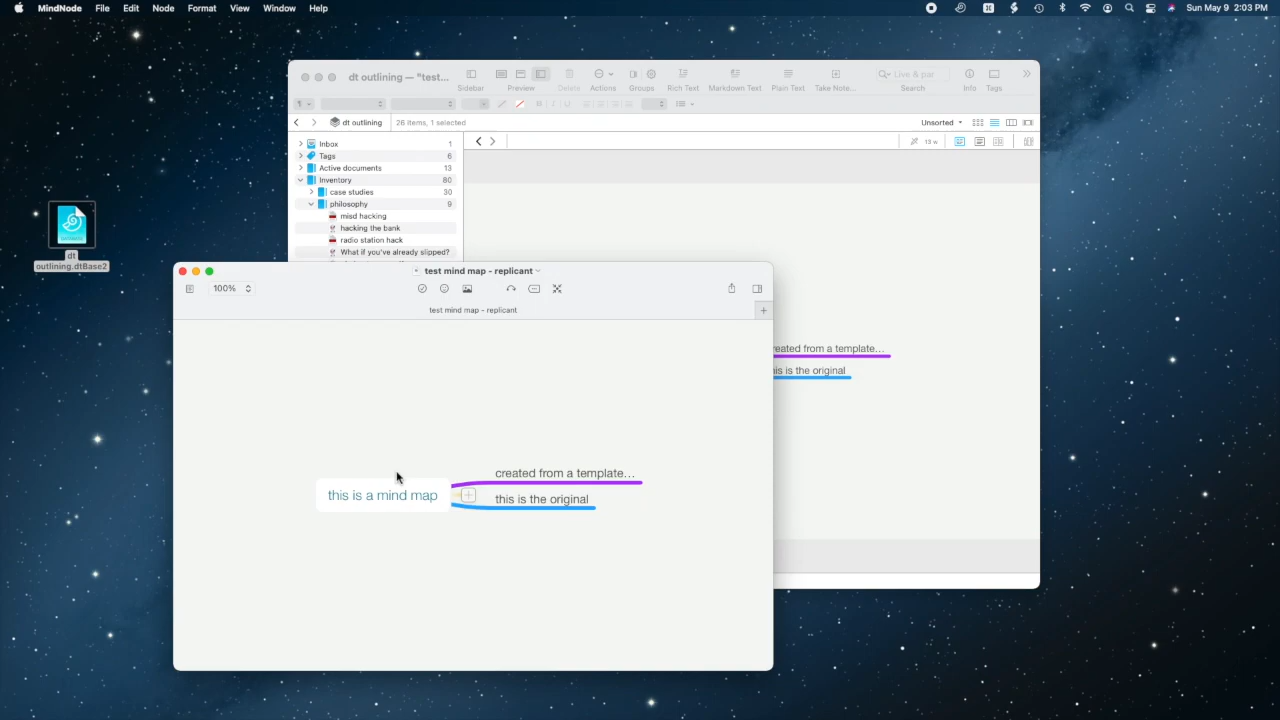 MindNode File Edit Node Format View Window Help Sun May 9 2:03 PM
dt outlining — "test...
Live & par
Sidebar Preview Delete Actions Groups Rich Text Markdown Text Plain Text Take Note... Search Info Tags
B I U
dt outlining 26 items, 1 selected Unsorted
Inbox 1
13 w
Tags 6
Active documents 13
Inventory 80
case studies 30
philosophy 9
misd hacking
hacking the bank
radio station hack
What if you've already slipped?
dt
outlining.dtBase2
test mind map - replicant
100%
test mind map - replicant
reated from a template...
his is the original
created from a template...
this is a mind map
this is the original